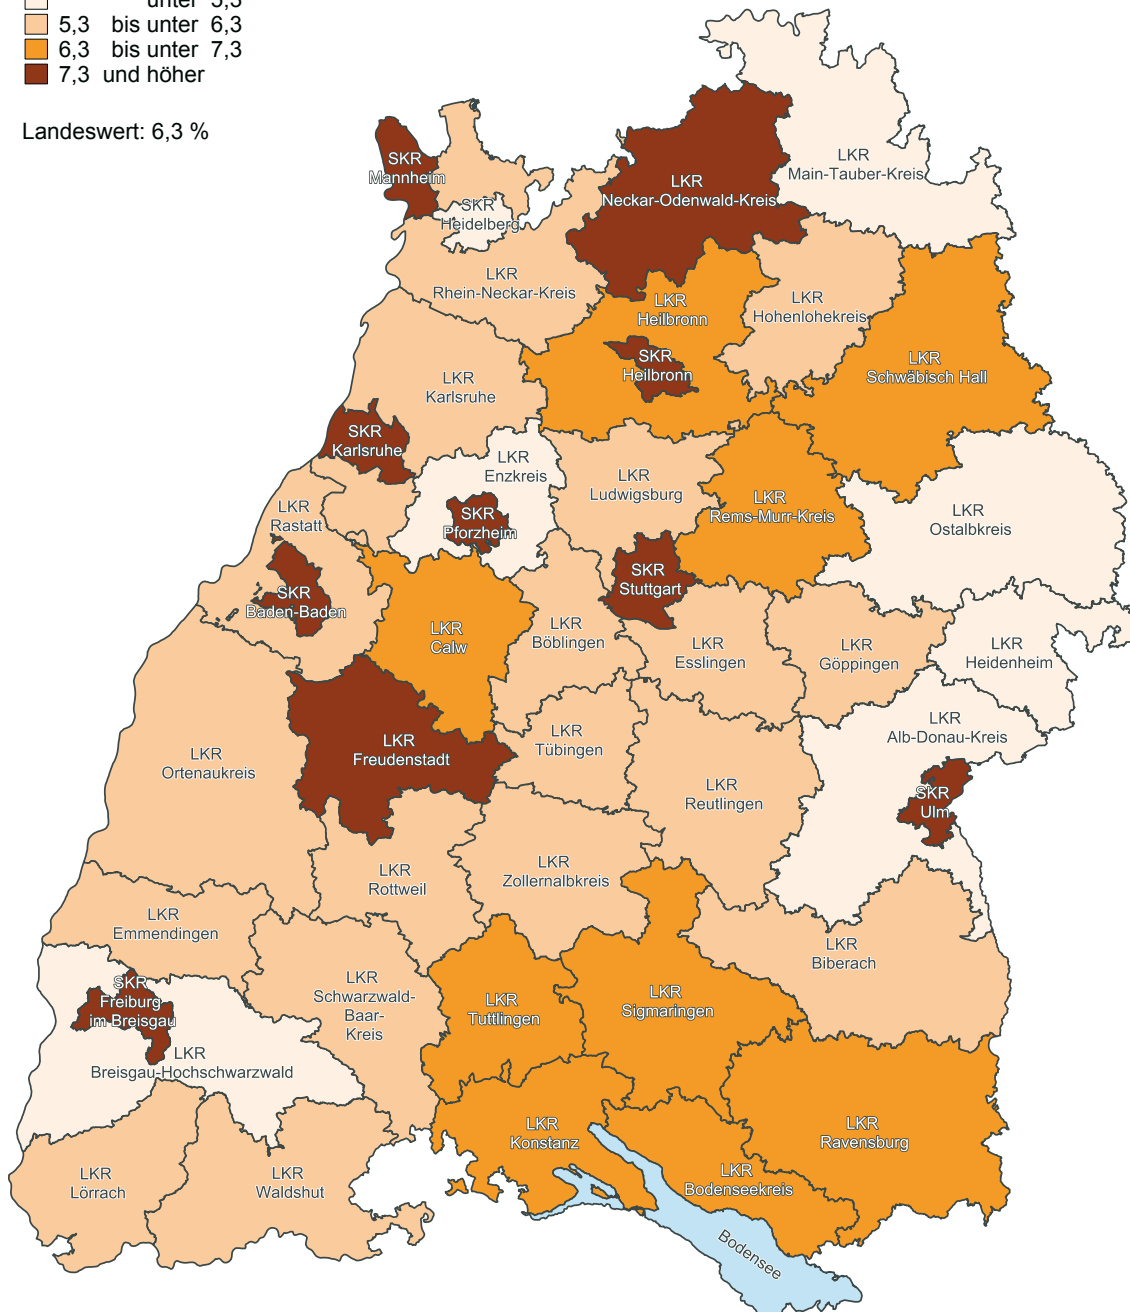 unter 5,3
5,3 bis unter 6,3
6,3 bis unter 7,3
7,3 und höher
Landeswert: 6,3 %
SKR
Mannheim
SKR
Heidelberg
LKR
Rhein-Neckar-Kreis
LKR
Neckar-Odenwald-Kreis
LKR
Main-Tauber-Kreis
LKR
Heilbronn
SKR
Heilbronn
LKR
Hohenlohekreis
LKR
Schwäbisch Hall
LKR
Karlsruhe
SKR
Karlsruhe
LKR
Enzkreis
SKR
Pforzheim
LKR
Ludwigsburg
LKR
Rems-Murr-Kreis
LKR
Ostalbkreis
LKR
Rastatt
SKR
Baden-Baden
LKR
Calw
LKR
Böblingen
SKR
Stuttgart
LKR
Esslingen
LKR
Göppingen
LKR
Heidenheim
LKR
Ortenaukreis
LKR
Freudenstadt
LKR
Tübingen
LKR
Reutlingen
LKR
Alb-Donau-Kreis
SKR
Ulm
LKR
Rottweil
LKR
Zollernalbkreis
LKR
Emmendingen
SKR
Freiburg
im Breisgau
LKR
Breisgau-Hochschwarzwald
LKR
Schwarzwald-
Baar-
Kreis
LKR
Tuttlingen
LKR
Sigmaringen
LKR
Biberach
LKR
Lörrach
LKR
Waldshut
LKR
Konstanz
LKR
Bodenseekreis
LKR
Ravensburg
Bodensee